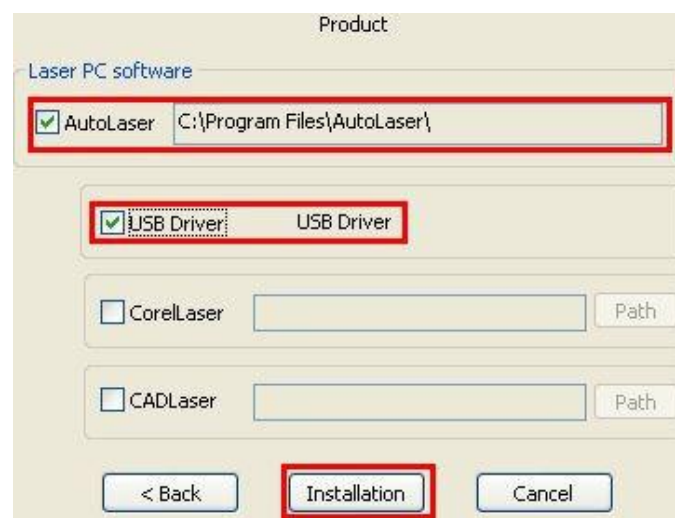 Product
Laser PC software
AutoLaser C:\Program Files\AutoLaser\
USB Driver USB Driver
CorelLaser Path
CADLaser Path
< Back Installation Cancel